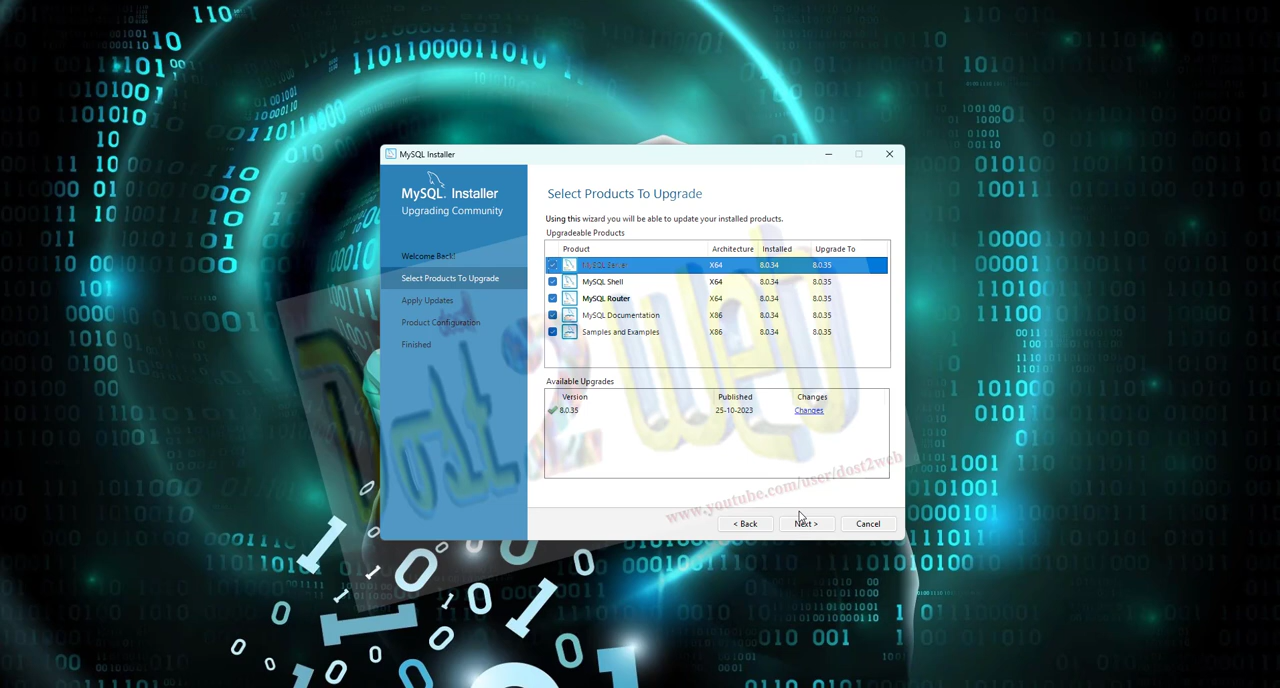 MySQL Installer
MySQL. Installer
Upgrading Community
Welcome Back!
Select Products To Upgrade
Apply Updates
Product Configuration
Finished
Select Products To Upgrade
Using this wizard you will be able to update your installed products.
Upgradeable Products
Product Architecture Installed Upgrade To
MySQL Server X64 8.0.34 8.0.35
MySQL Shell X64 8.0.34 8.0.35
MySQL Router X64 8.0.34 8.0.35
MySQL Documentation X86 8.0.34 8.0.35
Samples and Examples X86 8.0.34 8.0.35
Available Upgrades
Version Published Changes
8.0.35 25-10-2023 Changes
Dost 2 web
www.youtube.com/user/dost2web
< Back Next > Cancel